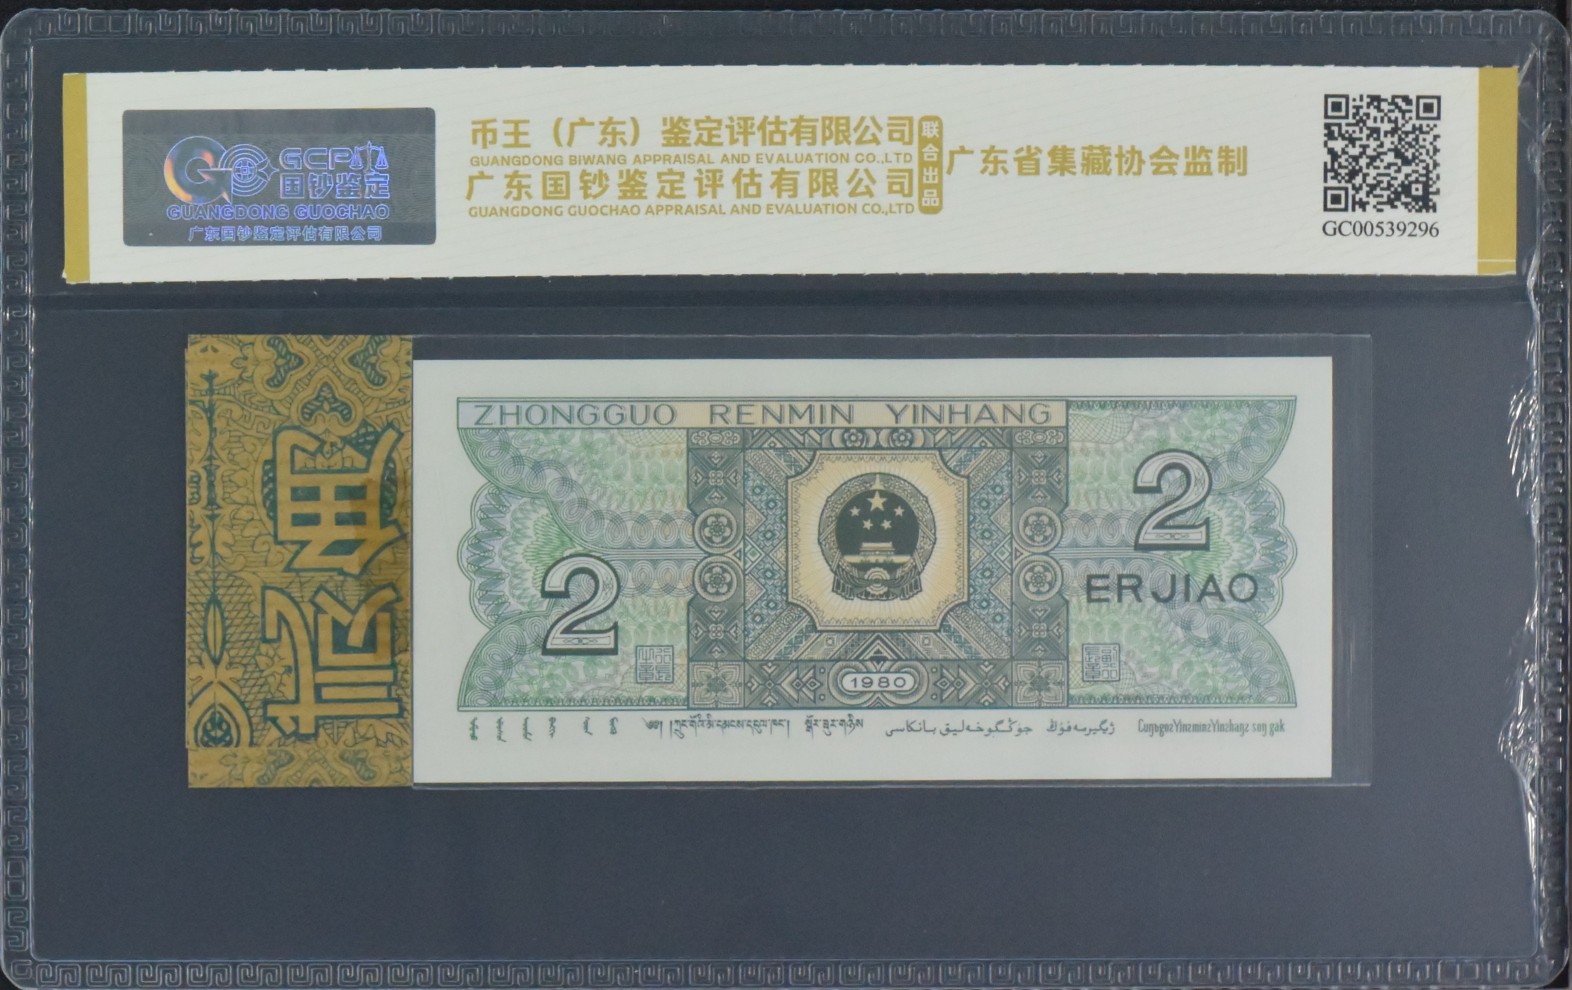 GCP
国钞鉴定
GUANGDONG GUOCHAO
广东国钞鉴定评估有限公司
币王（广东）鉴定评估有限公司
GUANGDONG BIWANG APPRAISAL AND EVALUATION CO.,LTD
广东国钞鉴定评估有限公司
GUANGDONG GUOCHAO APPRAISAL AND EVALUATION CO.,LTD
联合出品
广东省集藏协会监制
GC00539296
ZHONGGUO RENMIN YINHANG
2
2
ER JIAO
1980